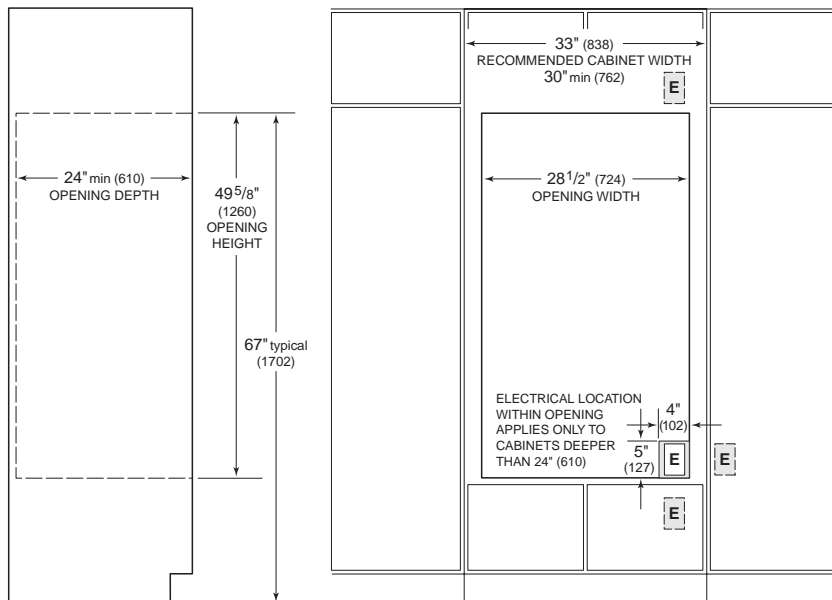 24" min (610)
OPENING DEPTH
49 5/8"
(1260)
OPENING
HEIGHT
67" typical
(1702)
33" (838)
RECOMMENDED CABINET WIDTH
30" min (762)
E
28 1/2" (724)
OPENING WIDTH
ELECTRICAL LOCATION
WITHIN OPENING
APPLIES ONLY TO
CABINETS DEEPER
THAN 24" (610)
4"
(102)
5"
(127)
E
E
E